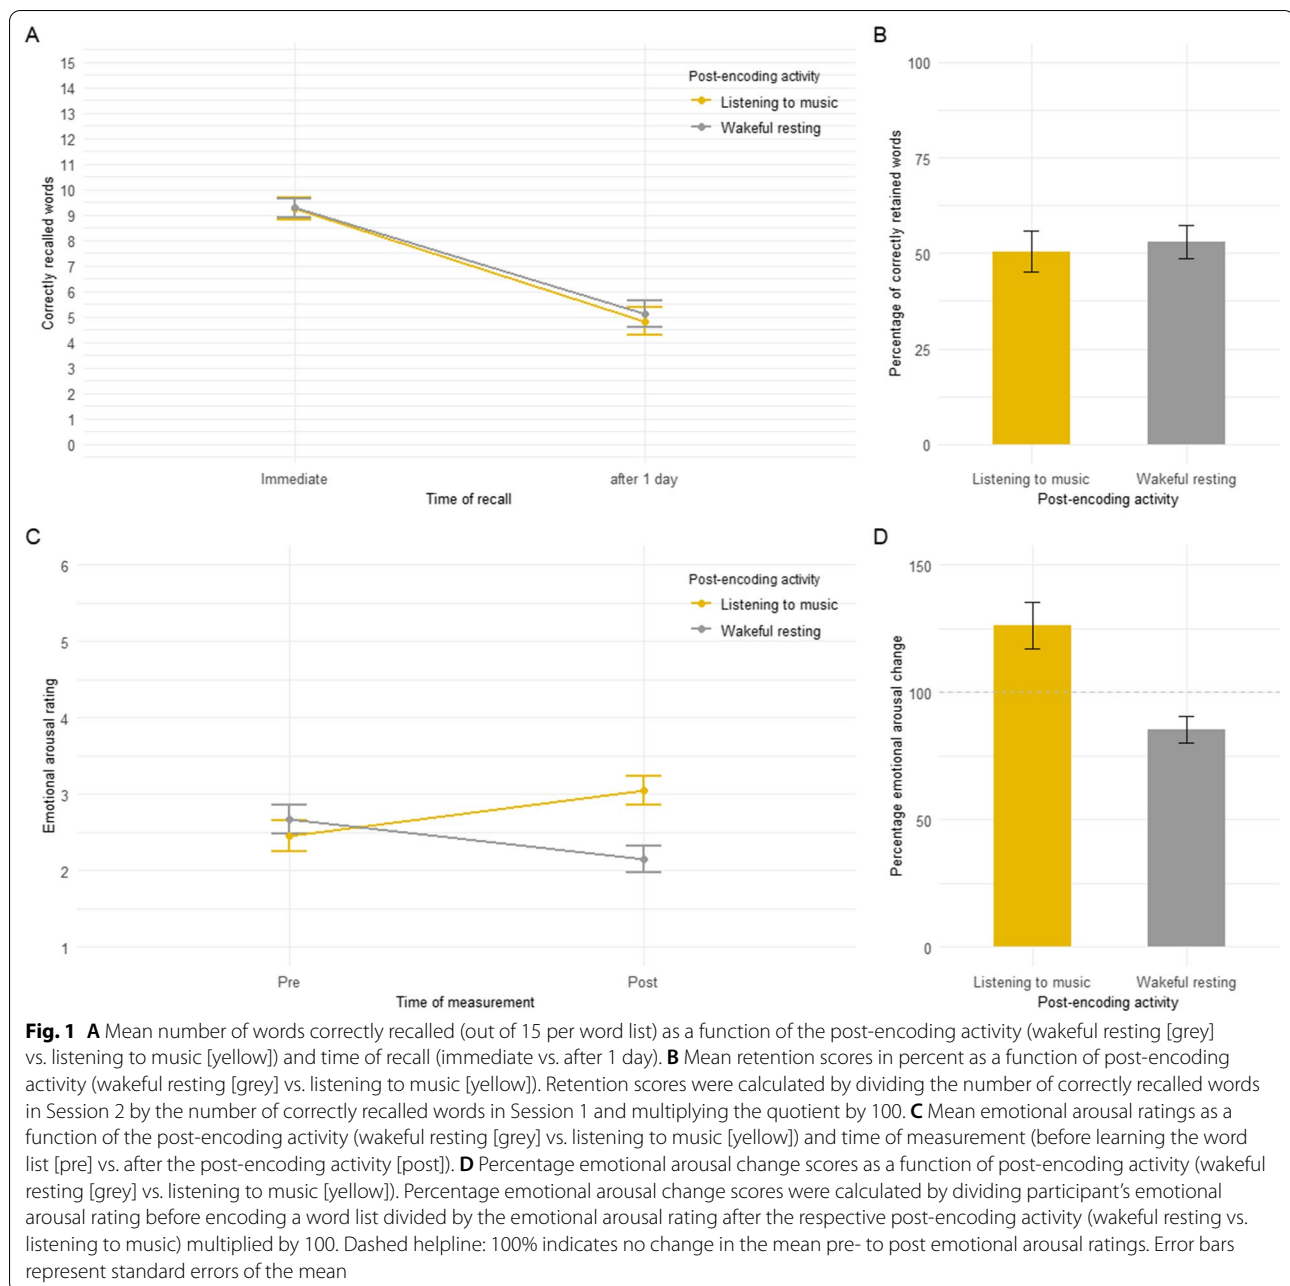 A
15
14
13
12
11
10
9
8
7
6
5
4
3
2
1
0
Correctly recalled words
Post-encoding activity
Listening to music
Wakeful resting
Immediate
after 1 day
Time of recall
B
100
75
50
25
0
Percentage of correctly retained words
Listening to music
Wakeful resting
Post-encoding activity
C
6
5
4
3
2
1
Emotional arousal rating
Post-encoding activity
Listening to music
Wakeful resting
Pre
Post
Time of measurement
D
150
100
50
0
Percentage emotional arousal change
Listening to music
Wakeful resting
Post-encoding activity
Fig. 1 A Mean number of words correctly recalled (out of 15 per word list) as a function of the post-encoding activity (wakeful resting [grey]
vs. listening to music [yellow]) and time of recall (immediate vs. after 1 day). B Mean retention scores in percent as a function of post-encoding
activity (wakeful resting [grey] vs. listening to music [yellow]). Retention scores were calculated by dividing the number of correctly recalled words
in Session 2 by the number of correctly recalled words in Session 1 and multiplying the quotient by 100. C Mean emotional arousal ratings as a
function of the post-encoding activity (wakeful resting [grey] vs. listening to music [yellow]) and time of measurement (before learning the word
list [pre] vs. after the post-encoding activity [post]). D Percentage emotional arousal change scores as a function of post-encoding activity (wakeful
resting [grey] vs. listening to music [yellow]). Percentage emotional arousal change scores were calculated by dividing participant's emotional
arousal rating before encoding a word list divided by the emotional arousal rating after the respective post-encoding activity (wakeful resting vs.
listening to music) multiplied by 100. Dashed helpline: 100% indicates no change in the mean pre- to post emotional arousal ratings. Error bars
represent standard errors of the mean